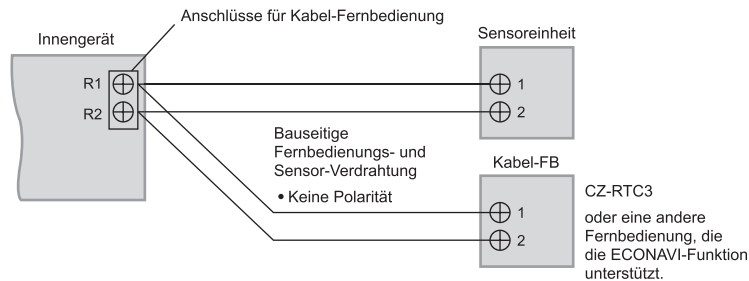 Anschlüsse für Kabel-Fernbedienung
Innengerät
Sensoreinheit
R1
R2
1
2
Bauseitige
Fernbedienungs- und
Sensor-Verdrahtung
• Keine Polarität
Kabel-FB
1
2
CZ-RTC3
oder eine andere
Fernbedienung, die
die ECONAVI-Funktion
unterstützt.